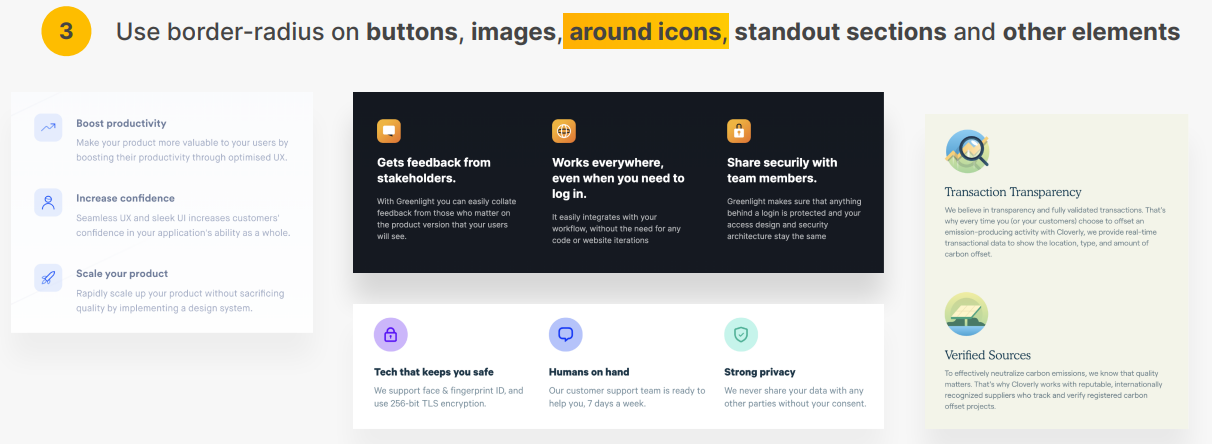 3
Use border-radius on buttons, images, around icons, standout sections and other elements
Boost productivity
Make your product more valuable to your users by
boosting their productivity through optimised UX.
Increase confidence
Seamless UX and sleek UI increases customers'
confidence in your application's ability as a whole.
Scale your product
Rapidly scale up your product without sacrificing
quality by implementing a design system.
Gets feedback from
stakeholders.
With Greenlight you can easily collate
feedback from those who matter on
the product version that your users
will see.
Works everywhere,
even when you need to
log in.
It easily integrates with your
workflow, without the need for any
code or website iterations
Share securily with
team members.
Greenlight makes sure that anything
behind a login is protected and your
access design and security
architecture stay the same
Tech that keeps you safe
We support face & fingerprint ID, and
use 256-bit TLS encryption.
Humans on hand
Our customer support team is ready to
help you, 7 days a week.
Strong privacy
We never share your data with any
other parties without your consent.
Transaction Transparency
We believe in transparency and fully validated transactions. That's
why every time you (or your customers) choose to offset an
emission-producing activity with Cloverly, we provide real-time
transactional data to show the location, type, and amount of
carbon offset.
Verified Sources
To effectively neutralize carbon emissions, we know that quality
matters. That's why Cloverly works with reputable, internationally
recognized suppliers who track and verify registered carbon
offset projects.